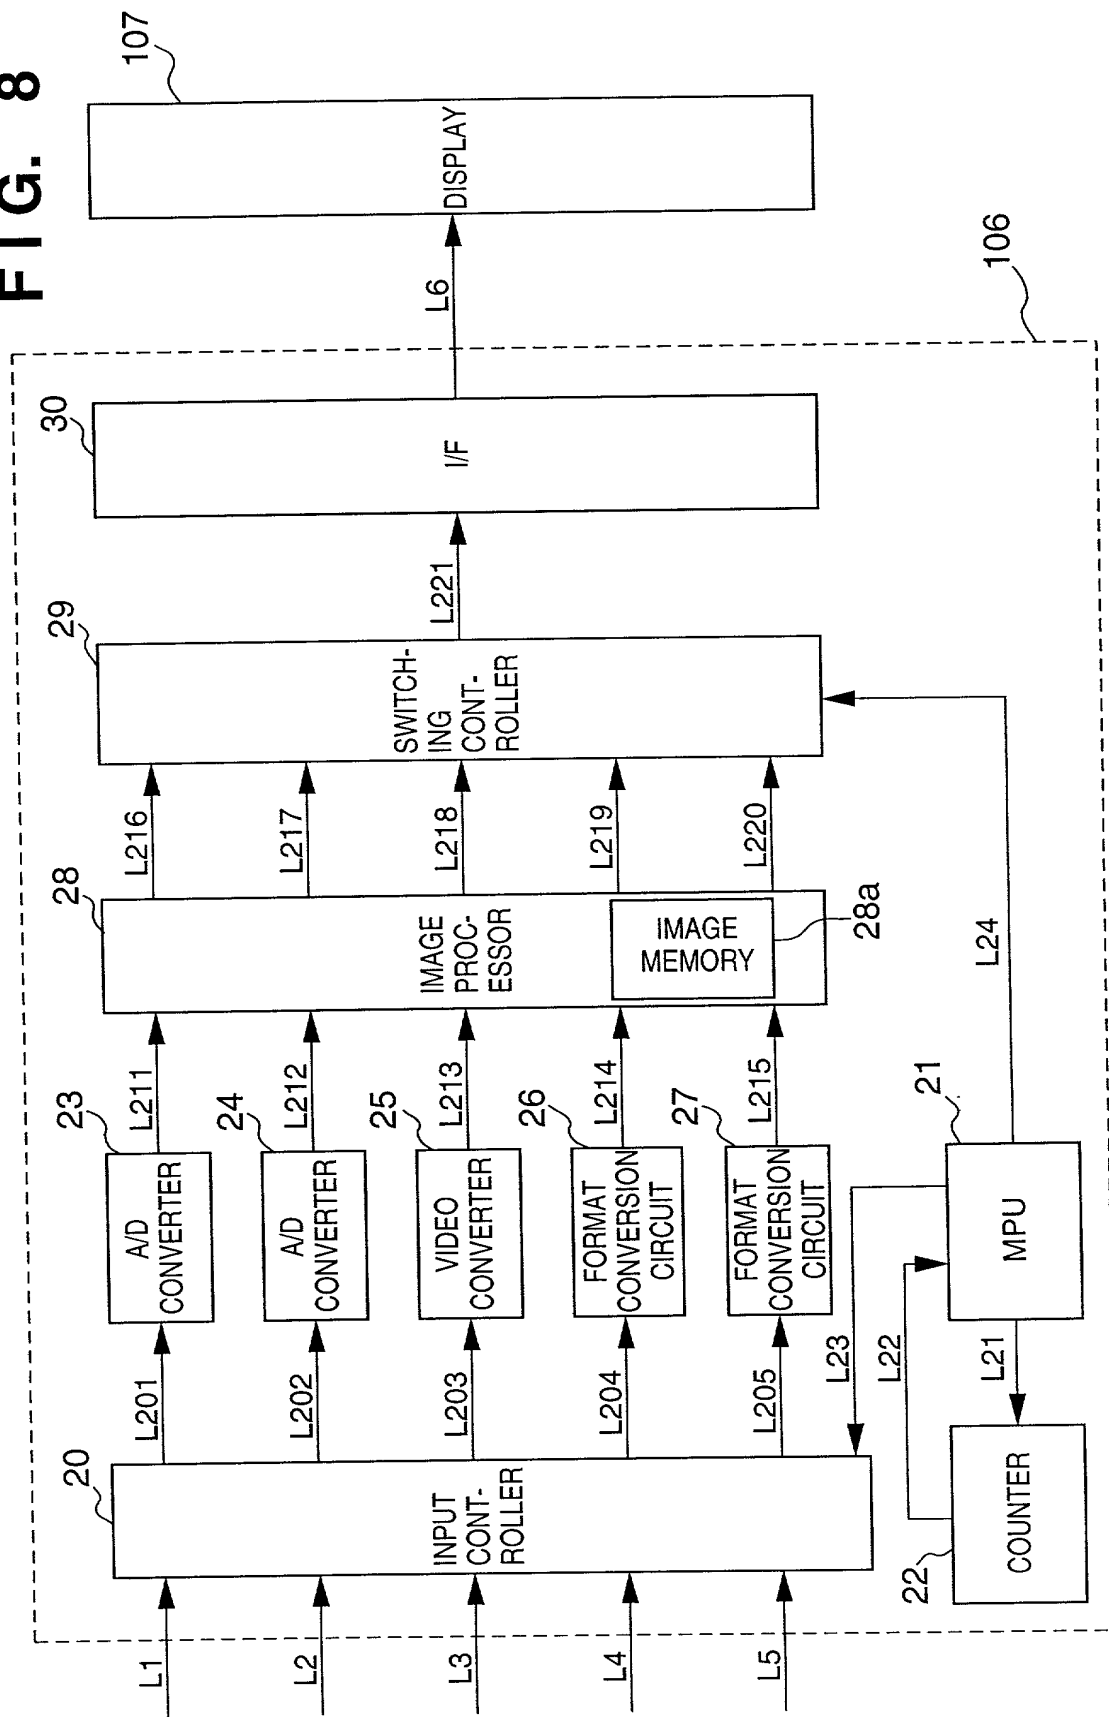 FIG. 8
107
DISPLAY
L6
106
30
I/F
L221
29
SWITCH-
ING
CONT-
ROLLER
L216
L217
L218
L219
L220
L24
28
IMAGE
PROC-
ESSOR
IMAGE
MEMORY
28a
L211
L212
L213
L214
L215
23
A/D
CONVERTER
24
A/D
CONVERTER
25
VIDEO
CONVERTER
26
FORMAT
CONVERSION
CIRCUIT
27
FORMAT
CONVERSION
CIRCUIT
21
MPU
L201
L202
L203
L204
L205
L23
L22
L21
20
INPUT
CONT-
ROLLER
22
COUNTER
L1
L2
L3
L4
L5